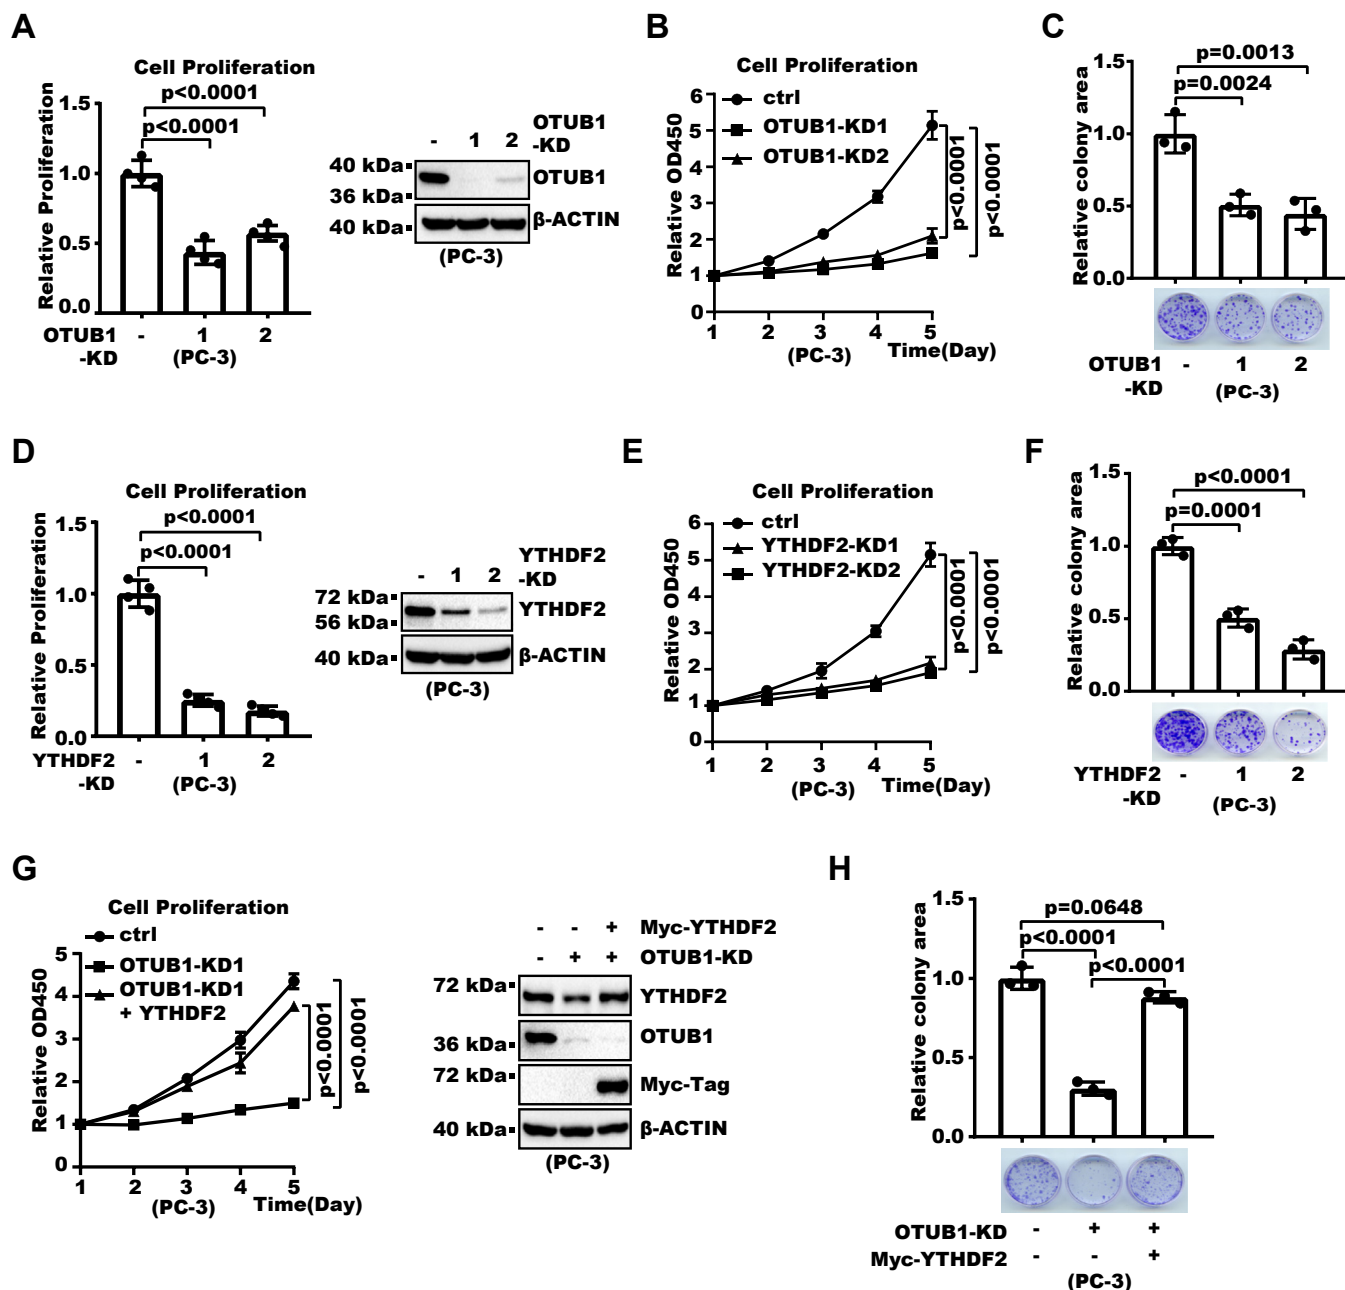 A
Cell Proliferation
p<0.0001
p<0.0001
Relative Proliferation
1.5
1.0
0.5
0.0
OTUB1
-KD
- 1 2
(PC-3)
- 1 2
OTUB1
-KD
40 kDa
36 kDa
40 kDa
OTUB1
β-ACTIN
(PC-3)
B
Cell Proliferation
ctrl
OTUB1-KD1
OTUB1-KD2
Relative OD450
6
5
4
3
2
1
0
p<0.0001
p<0.0001
1 2 3 4 5
(PC-3)
Time(Day)
C
Relative colony area
1.5
1.0
0.5
0.0
p=0.0013
p=0.0024
OTUB1
-KD
- 1 2
(PC-3)
D
Cell Proliferation
p<0.0001
p<0.0001
Relative Proliferation
1.5
1.0
0.5
0.0
YTHDF2
-KD
- 1 2
(PC-3)
- 1 2
YTHDF2
-KD
72 kDa
56 kDa
40 kDa
YTHDF2
β-ACTIN
(PC-3)
E
Cell Proliferation
ctrl
YTHDF2-KD1
YTHDF2-KD2
Relative OD450
6
5
4
3
2
1
0
p<0.0001
p<0.0001
1 2 3 4 5
(PC-3)
Time(Day)
F
Relative colony area
1.5
1.0
0.5
0.0
p<0.0001
p=0.0001
YTHDF2
-KD
- 1 2
(PC-3)
G
Cell Proliferation
ctrl
OTUB1-KD1
OTUB1-KD1
+ YTHDF2
Relative OD450
5
4
3
2
1
0
p<0.0001
p<0.0001
1 2 3 4 5
(PC-3)
Time(Day)
- - + Myc-YTHDF2
- + + OTUB1-KD
72 kDa
36 kDa
72 kDa
40 kDa
YTHDF2
OTUB1
Myc-Tag
β-ACTIN
(PC-3)
H
Relative colony area
1.5
1.0
0.5
0.0
p=0.0648
p<0.0001
p<0.0001
OTUB1-KD - + +
Myc-YTHDF2 - - +
(PC-3)